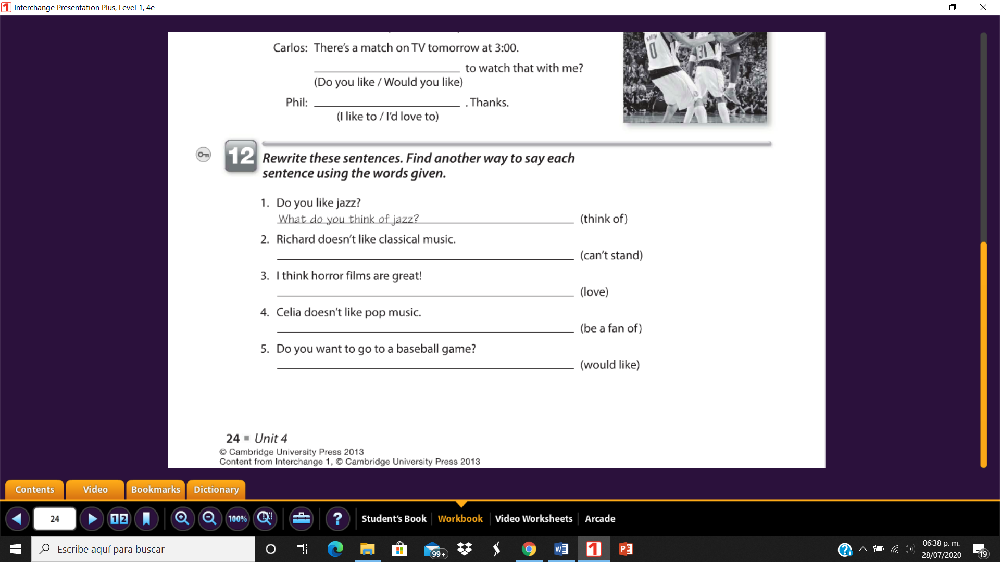 Interchange Presentation Plus, Level 1, 4e
Carlos: There's a match on TV tomorrow at 3:00.
____ to watch that with me?
(Do you like / Would you like)
Phil: ____ . Thanks.
(I like to / I'd love to)
12
Rewrite these sentences. Find another way to say each
sentence using the words given.
1. Do you like jazz?
What do you think of jazz? (think of)
2. Richard doesn't like classical music.
____ (can't stand)
3. I think horror films are great!
____ (love)
4. Celia doesn't like pop music.
____ (be a fan of)
5. Do you want to go to a baseball game?
____ (would like)
24 ▪ Unit 4
© Cambridge University Press 2013
Content from Interchange 1, © Cambridge University Press 2013
Contents Video Bookmarks Dictionary
24 12 100% ? Student's Book Workbook Video Worksheets Arcade
Escribe aquí para buscar
99+
06:38 p. m.
28/07/2020
19